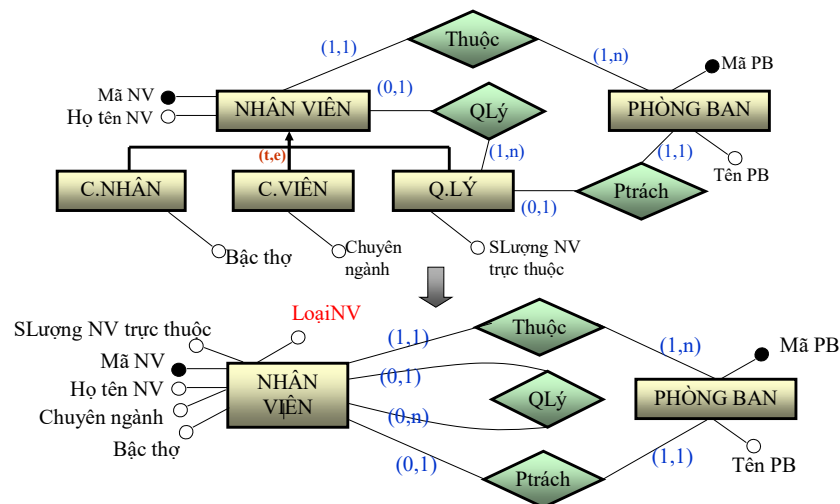 Thuộc
(1,1)
(1,n)
Mã PB
Mã NV
(0,1)
Họ tên NV
NHÂN VIÊN
QLý
PHÒNG BAN
(t,e)
(1,n)
(1,1)
Tên PB
C.NHÂN
C.VIÊN
Q.LÝ
(0,1)
Ptrách
Bậc thợ
Chuyên
ngành
SLượng NV
trực thuộc
LoạiNV
SLượng NV trực thuộc
(1,1)
Thuộc
(1,n)
Mã PB
Mã NV
(0,1)
Họ tên NV
NHÂN
VIÊN
QLý
PHÒNG BAN
Chuyên ngành
(0,n)
Bậc thợ
(0,1)
Ptrách
(1,1)
Tên PB